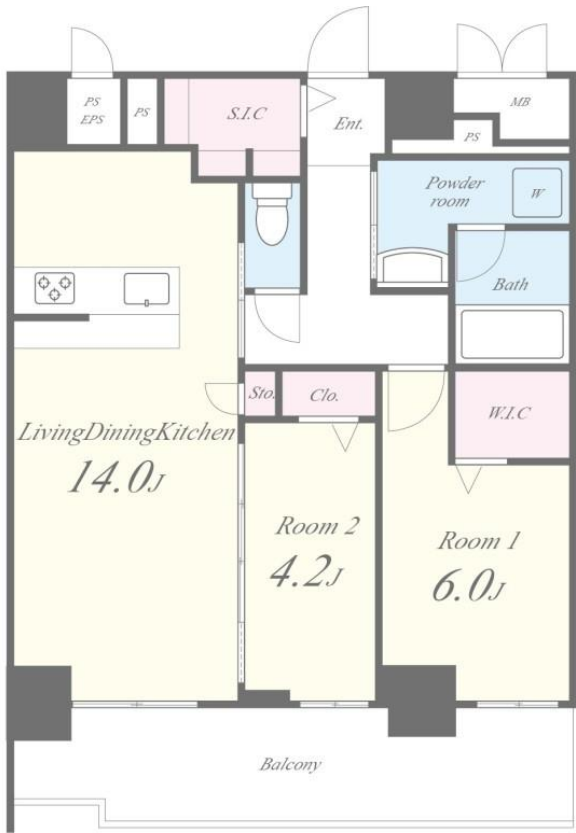 PS
EPS
PS
S.I.C
Ent.
MB
PS
Powder
room
W
Bath
Sto.
Clo.
W.I.C
LivingDiningKitchen
14.0J
Room 2
4.2J
Room 1
6.0J
Balcony